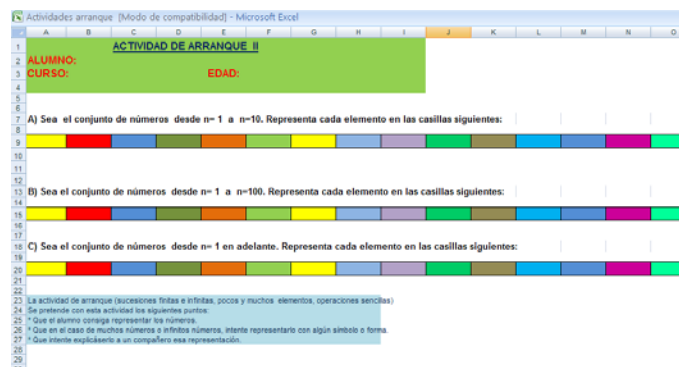 Actividades arranque [Modo de compatibilidad] - Microsoft Excel
A B C D E F G H I J K L M N O
1 ACTIVIDAD DE ARRANQUE II
2 ALUMNO:
3 CURSO: EDAD:
4
5
6
7 A) Sea el conjunto de números desde n= 1 a n=10. Representa cada elemento en las casillas siguientes:
8
9
10
11
12
13 B) Sea el conjunto de números desde n= 1 a n=100. Representa cada elemento en las casillas siguientes:
14
15
16
17
18 C) Sea el conjunto de números desde n= 1 en adelante. Representa cada elemento en las casillas siguientes:
19
20
21
22
23 La actividad de arranque (sucesiones finitas e infinitas, pocos y muchos elementos, operaciones sencillas)
24 Se pretende con esta actividad los siguientes puntos:
25 * Que el alumno consiga representar los números.
26 * Que en el caso de muchos números o infinitos números, intente representarlo con algún símbolo o forma.
27 * Que intente explicáserlo a un compañero esa representación.
28
29